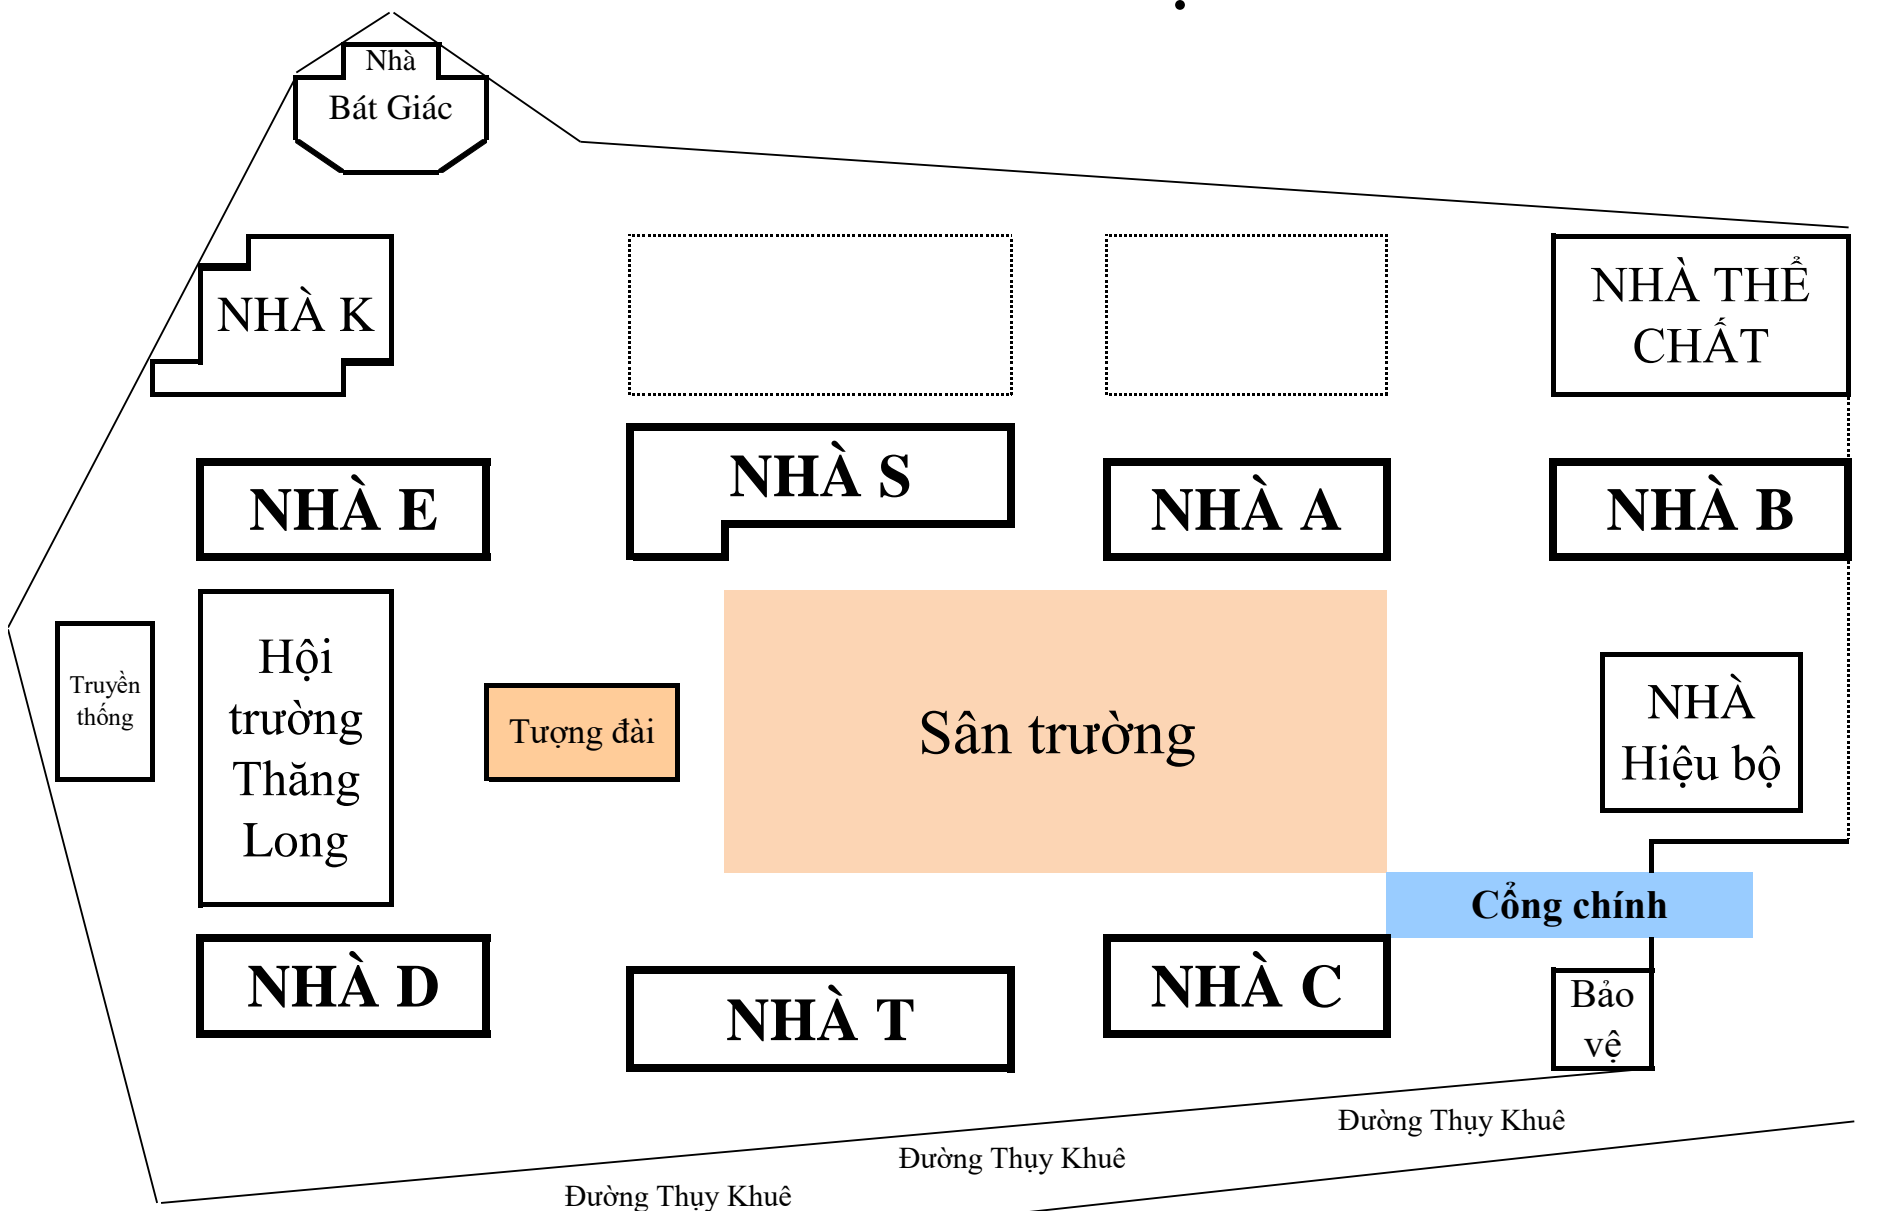 Nhà
Bát Giác
NHÀ K
NHÀ THỂ
CHẤT
NHÀ E
NHÀ S
NHÀ A
NHÀ B
Truyền
thống
Hội
trường
Thăng
Long
Tượng đài
Sân trường
NHÀ
Hiệu bộ
Cổng chính
NHÀ D
NHÀ T
NHÀ C
Bảo
vệ
Đường Thụy Khuê
Đường Thụy Khuê
Đường Thụy Khuê